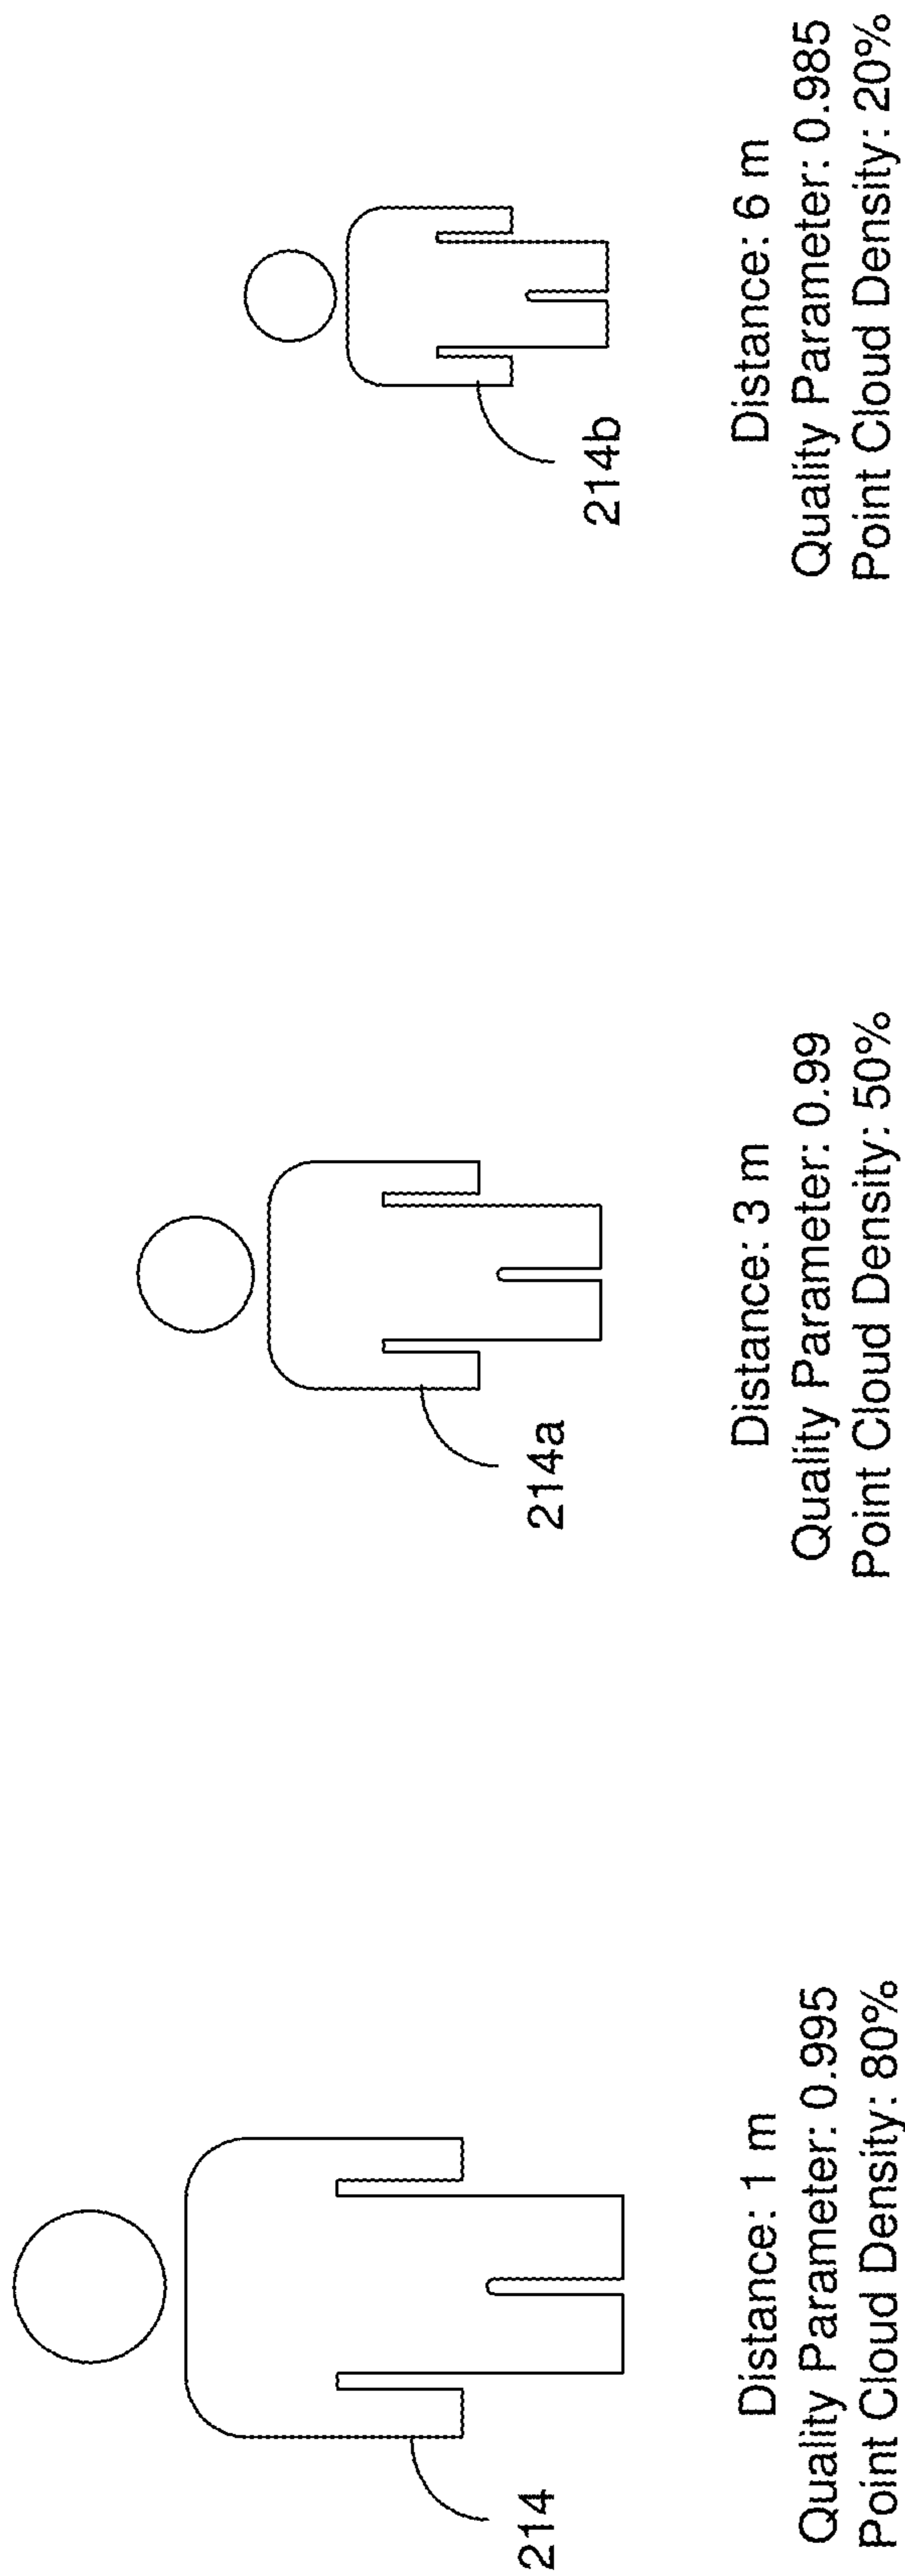 214
Distance: 1 m
Quality Parameter: 0.995
Point Cloud Density: 80%
214a
Distance: 3 m
Quality Parameter: 0.99
Point Cloud Density: 50%
214b
Distance: 6 m
Quality Parameter: 0.985
Point Cloud Density: 20%